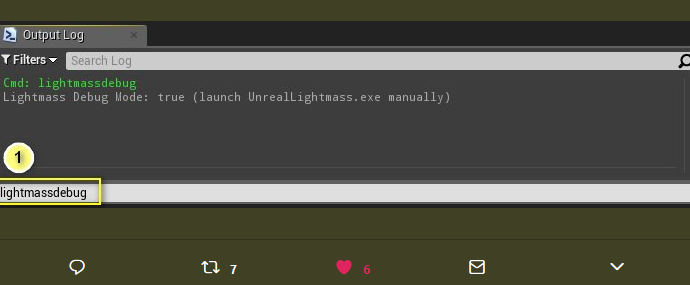 Output Log
Filters
Search Log
Cmd: lightmassdebug
Lightmass Debug Mode: true (launch UnrealLightmass.exe manually)
1
lightmassdebug
7
6